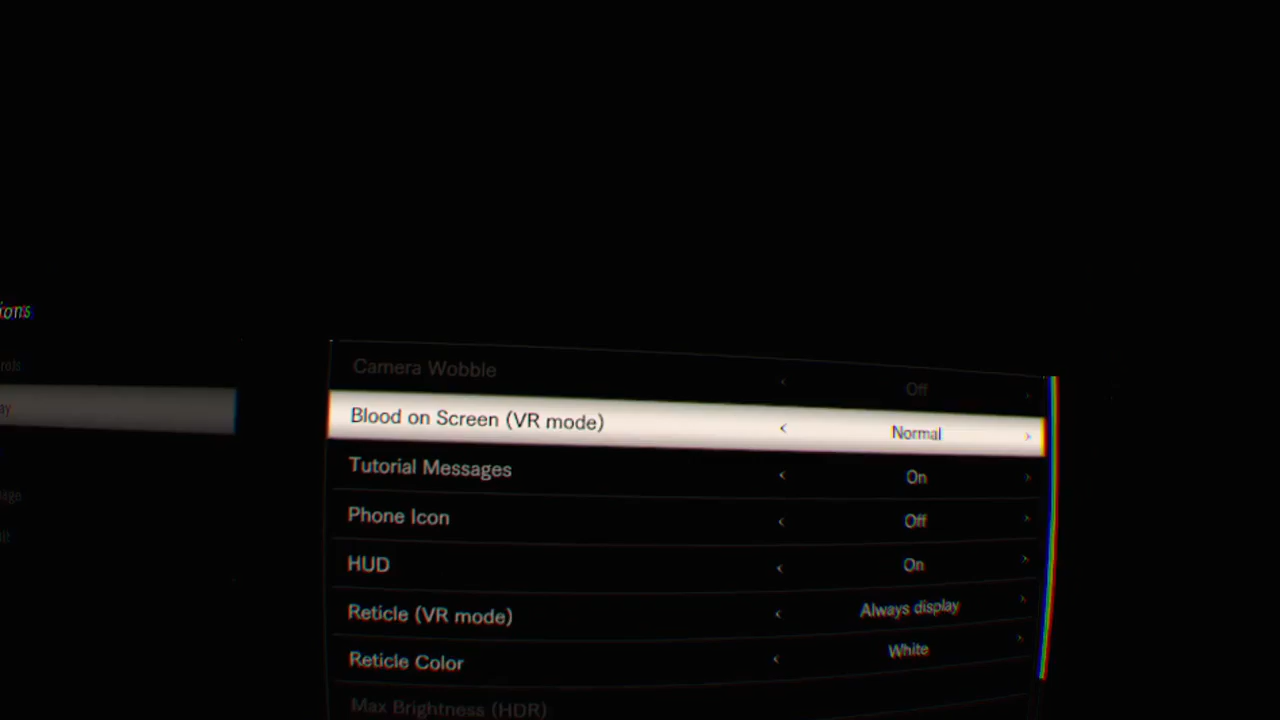 Camera Wobble < Off >
Blood on Screen (VR mode) < Normal >
Tutorial Messages < On >
Phone Icon < Off >
HUD < On >
Reticle (VR mode) < Always display >
Reticle Color < White >
Max Brightness (HDR)